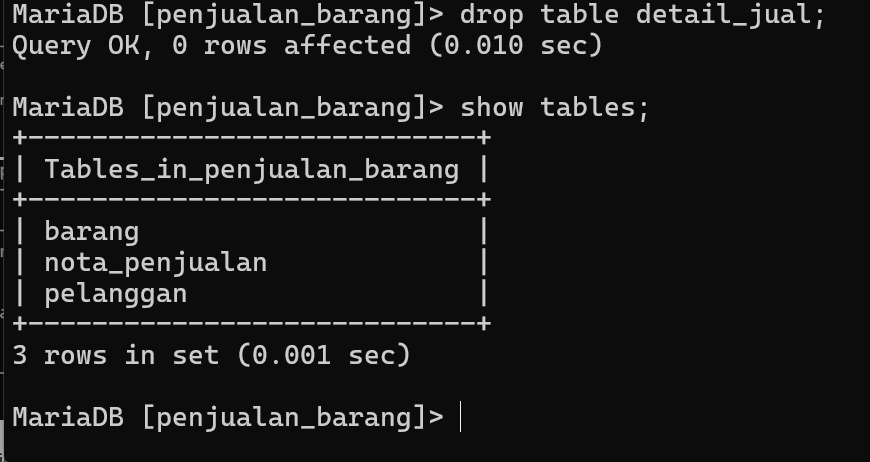 MariaDB [penjualan_barang]> drop table detail_jual;
Query OK, 0 rows affected (0.010 sec)
MariaDB [penjualan_barang]> show tables;
+----------------------------+
| Tables_in_penjualan_barang |
+----------------------------+
| barang                     |
| nota_penjualan             |
| pelanggan                  |
+----------------------------+
3 rows in set (0.001 sec)
MariaDB [penjualan_barang]>